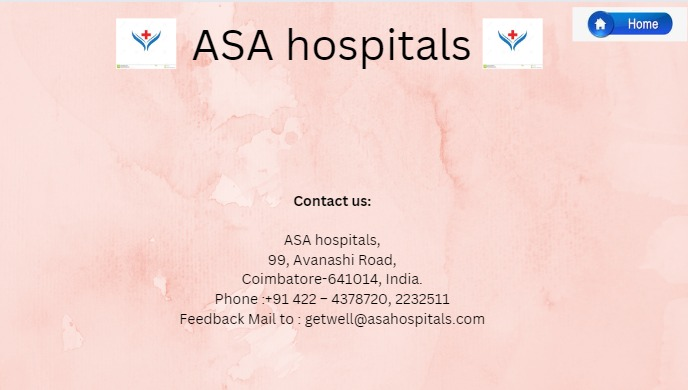 ASA hospitals
Home
Contact us:
ASA hospitals,
99, Avanashi Road,
Coimbatore-641014, India.
Phone :+91 422 – 4378720, 2232511
Feedback Mail to : getwell@asahospitals.com